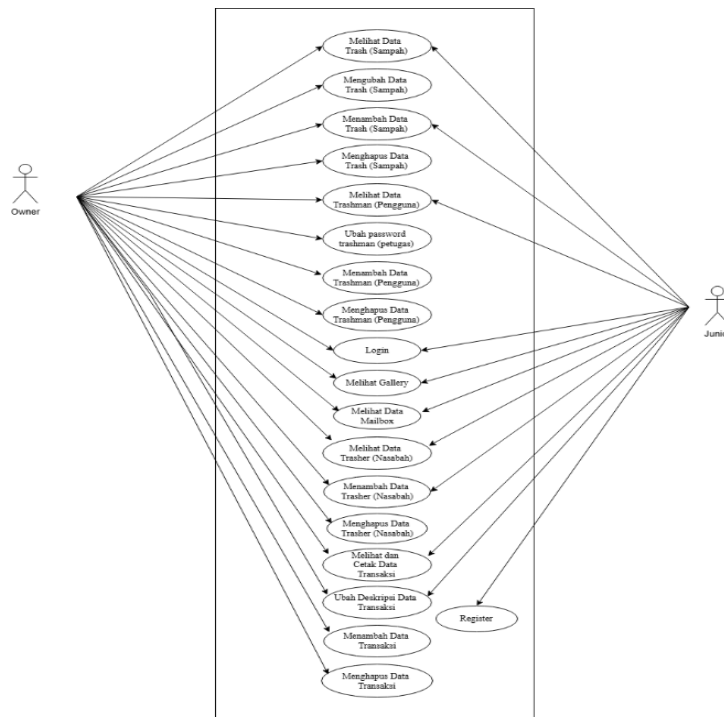 Melihat Data
Trash (Sampah)
Mengubah Data
Trash (Sampah)
Menambah Data
Trash (Sampah)
Menghapus Data
Trash (Sampah)
Owner
Melihat Data
Trashman (Pengguna)
Ubah password
trashman (petugas)
Menambah Data
Trashman (Pengguna)
Menghapus Data
Trashman (Pengguna)
Junio
Login
Melihat Gallery
Melihat Data
Mailbox
Melihat Data
Trasher (Nasabah)
Menambah Data
Trasher (Nasabah)
Menghapus Data
Trasher (Nasabah)
Melihat dan
Cetak Data
Transaksi
Ubah Deskripsi Data
Transaksi
Register
Menambah Data
Transaksi
Menghapus Data
Transaksi